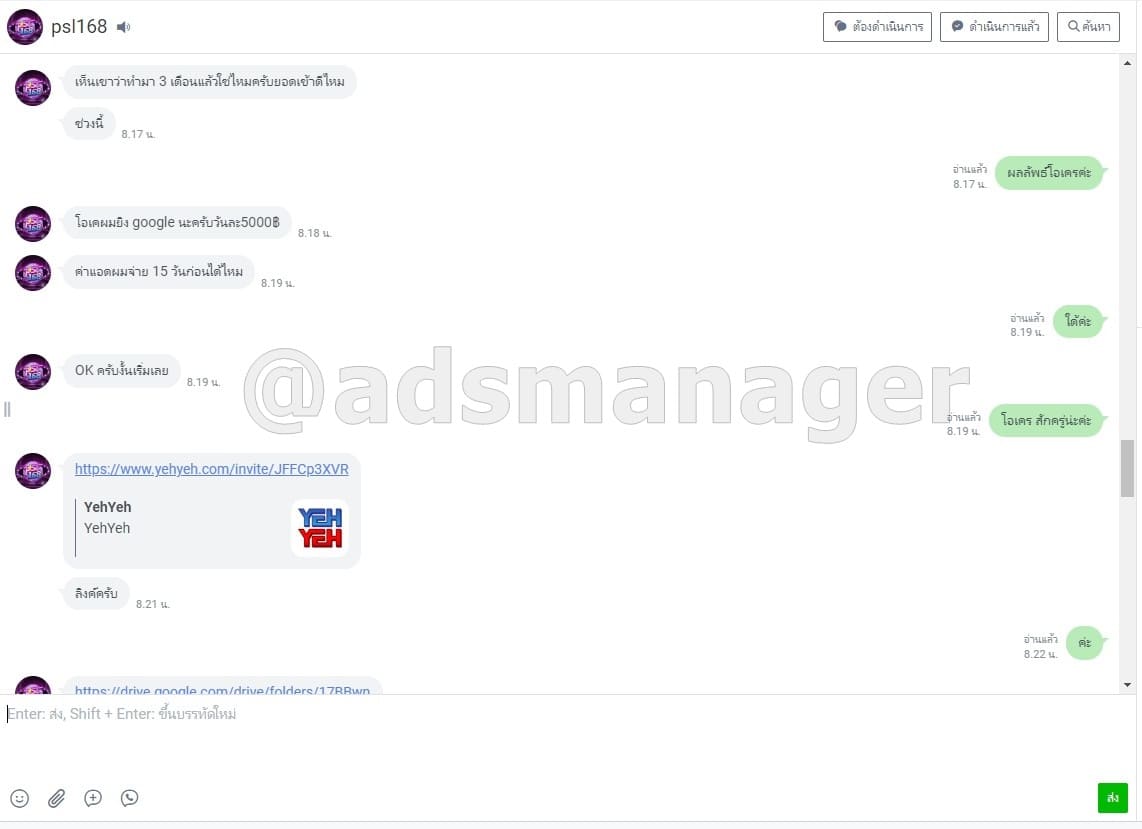 psl168
ต้องดำเนินการ
ดำเนินการแล้ว
ค้นหา
เห็นเขาว่าทำมา 3 เดือนแล้วใช่ไหมครับยอดเข้าดีไหม
ช่วงนี้
8.17 น.
อ่านแล้ว
8.17 น.
ผลลัพธ์โอเครค่ะ
โอเคผมยิง google นะครับวันละ5000฿
8.18 น.
ค่าแอดผมจ่าย 15 วันก่อนได้ไหม
8.19 น.
อ่านแล้ว
8.19 น.
ได้ค่ะ
OK ครับงั้นเริ่มเลย
8.19 น.
@adsmanager
อ่านแล้ว
8.19 น.
โอเคร สักครู่น่ะค่ะ
https://www.yehyeh.com/invite/JFFCp3XVR
YehYeh
YehYeh
YEH
YEH
ลิงค์ครับ
8.21 น.
อ่านแล้ว
8.22 น.
ค่ะ
https://drive.google.com/drive/folders/17BBwp
Enter: ส่ง, Shift + Enter: ขึ้นบรรทัดใหม่
ส่ง